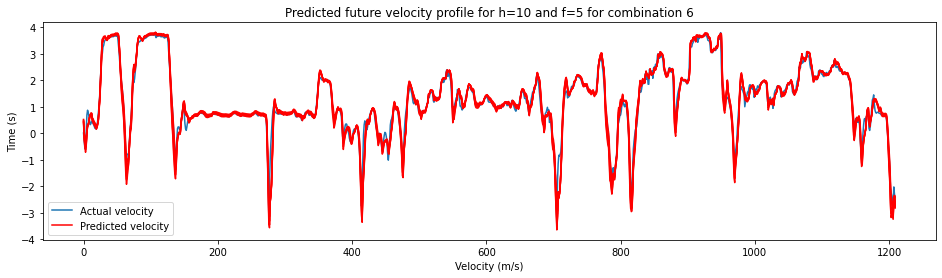 Predicted future velocity profile for h=10 and f=5 for combination 6
4
3
2
1
0
−1
−2
−3
−4
Time (s)
Actual velocity
Predicted velocity
0 200 400 600 800 1000 1200
Velocity (m/s)